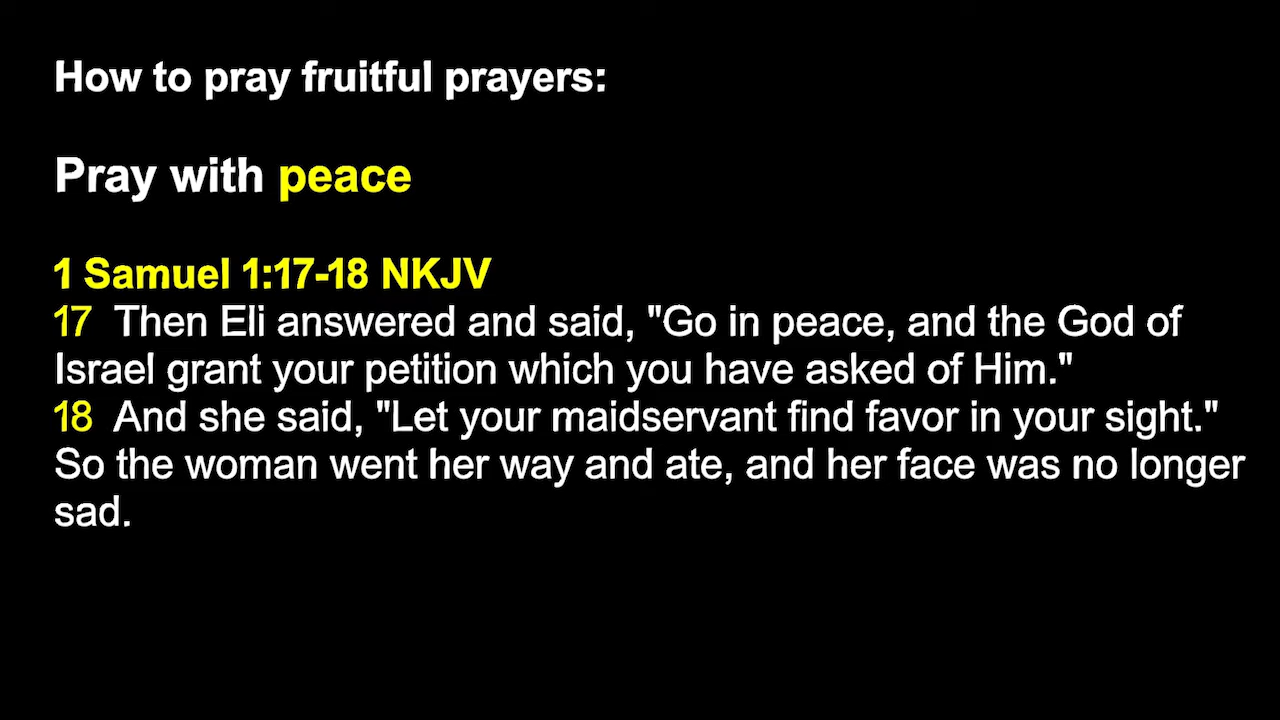 How to pray fruitful prayers:
Pray with peace
1 Samuel 1:17-18 NKJV
17 Then Eli answered and said, "Go in peace, and the God of
Israel grant your petition which you have asked of Him."
18 And she said, "Let your maidservant find favor in your sight."
So the woman went her way and ate, and her face was no longer
sad.